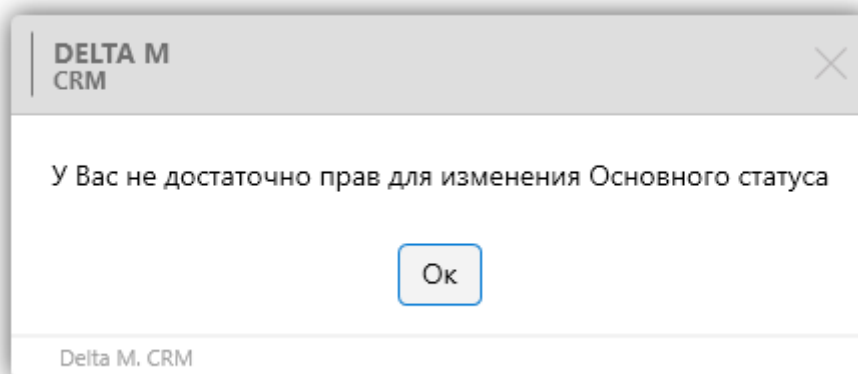 DELTA M
CRM
У Вас не достаточно прав для изменения Основного статуса
Ок
Delta M. CRM